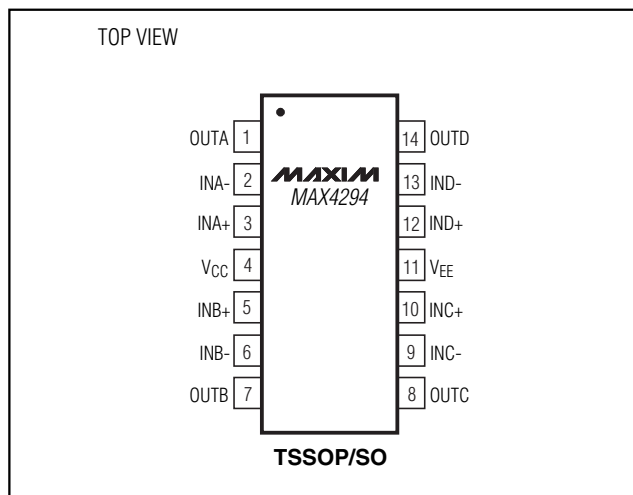 TOP VIEW
OUTA 1 14 OUTD
MAXIM
INA- 2 13 IND-
MAX4294
INA+ 3 12 IND+
VCC 4 11 VEE
INB+ 5 10 INC+
INB- 6 9 INC-
OUTB 7 8 OUTC
TSSOP/SO